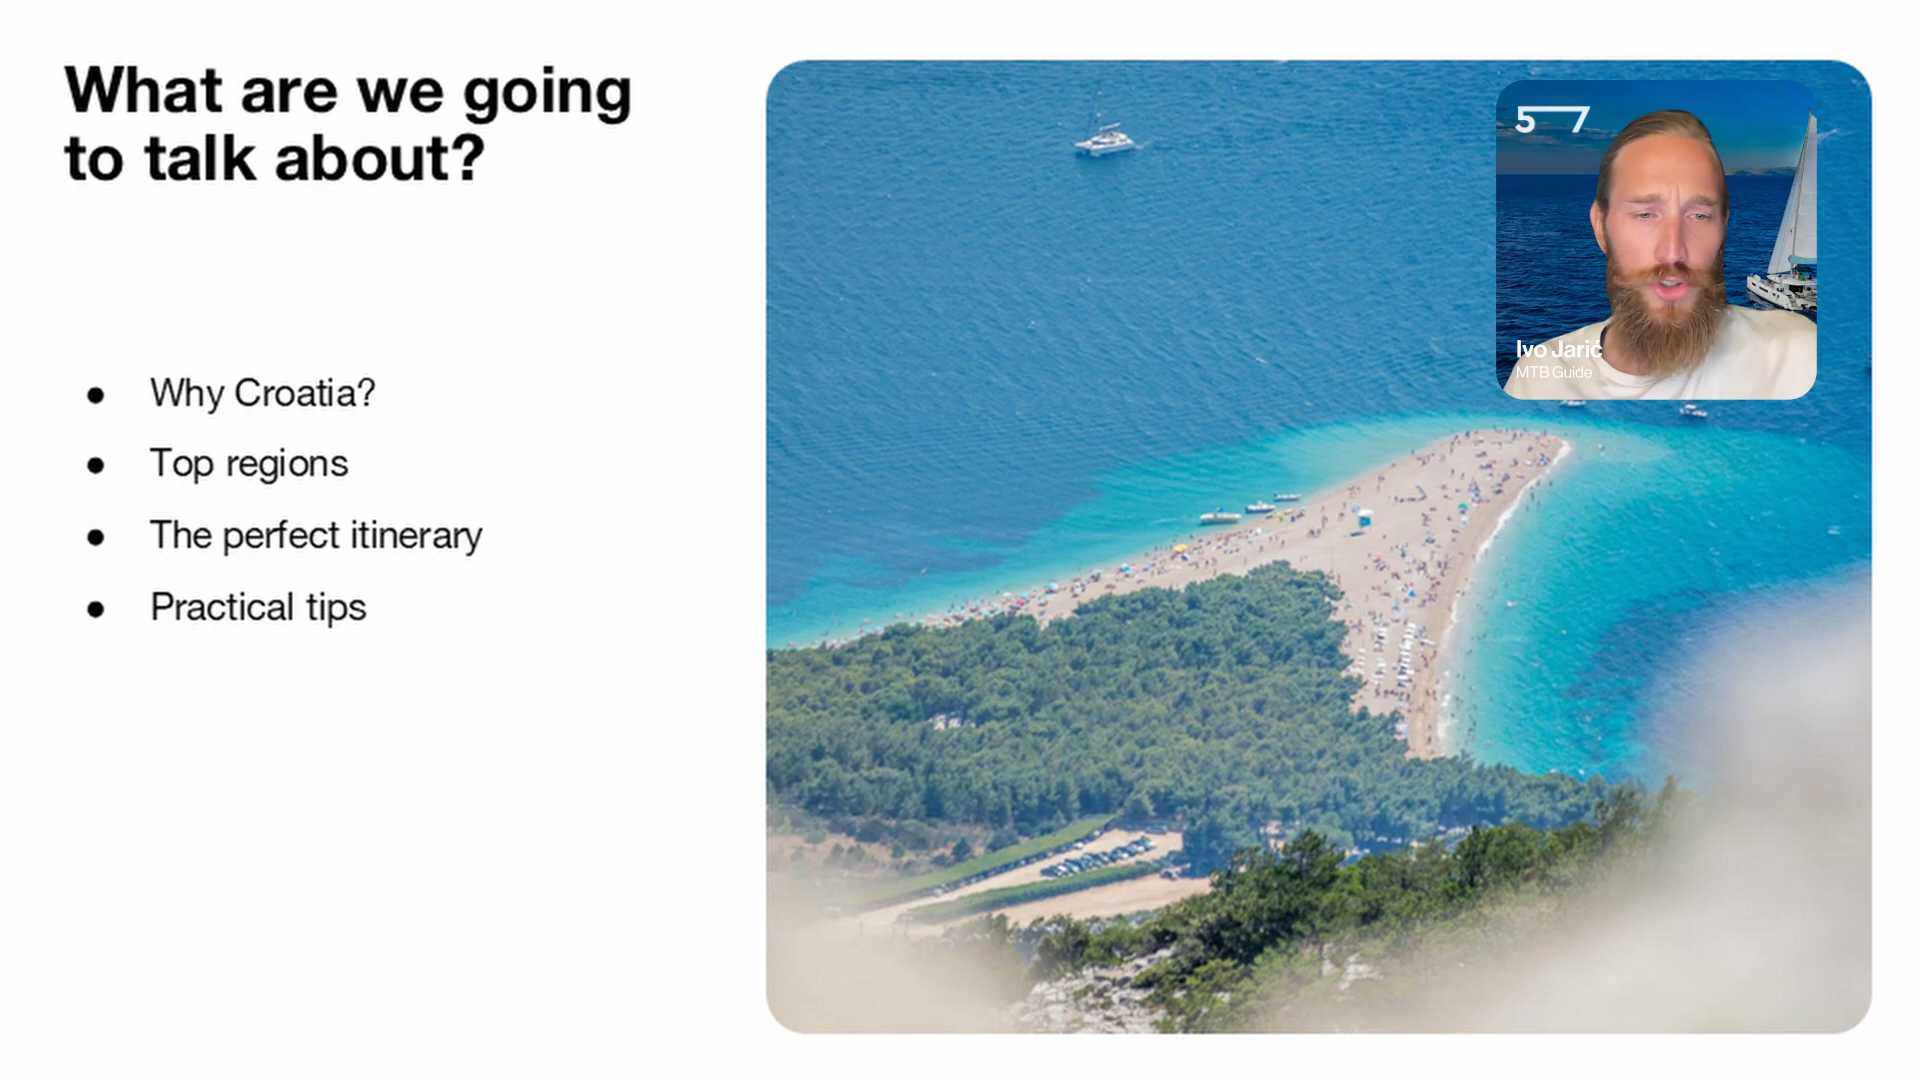 What are we going
to talk about?
● Why Croatia?
● Top regions
● The perfect itinerary
● Practical tips
5 7
Ivo Jarić
MTB Guide